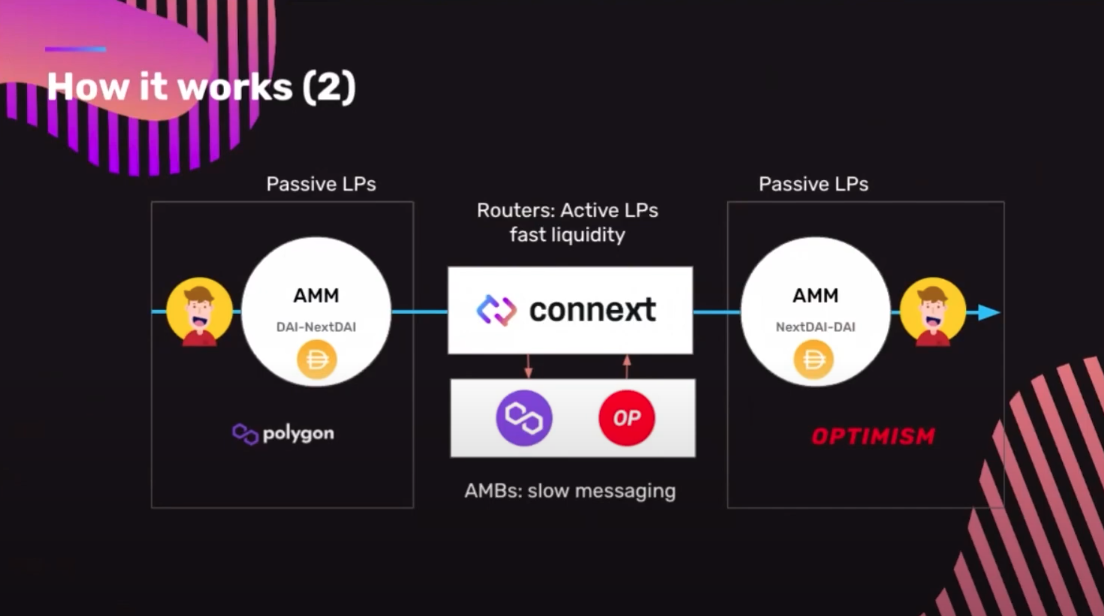 How it works (2)
Passive LPs
AMM
DAI-NextDAI
polygon
Routers: Active LPs
fast liquidity
connext
OP
AMBs: slow messaging
Passive LPs
AMM
NextDAI-DAI
OPTIMISM